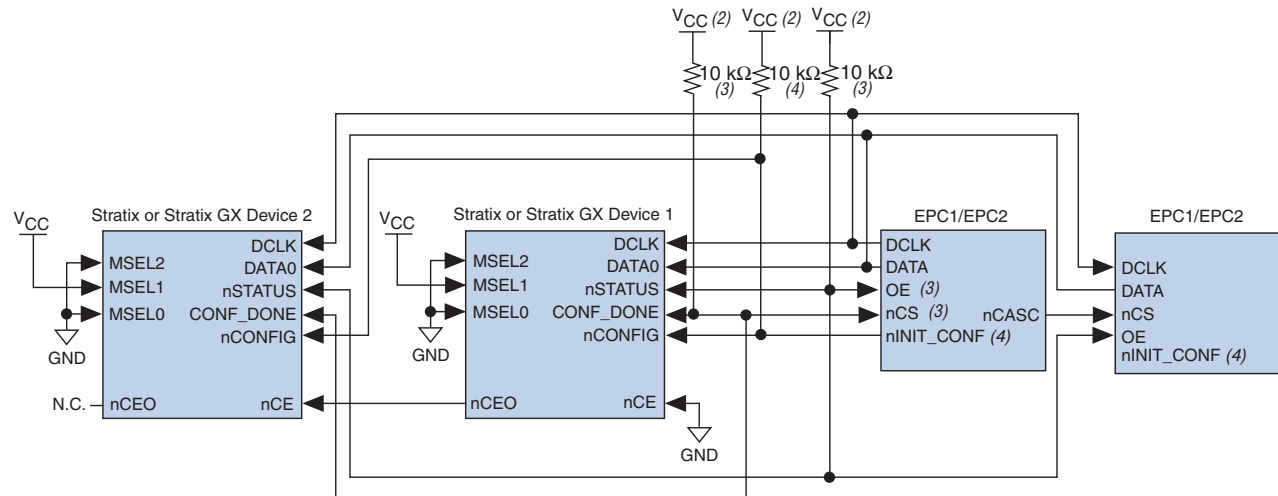 VCC (2) VCC (2) VCC (2)
10 kΩ 10 kΩ 10 kΩ
(3) (4) (3)
Stratix or Stratix GX Device 2
VCC
MSEL2
MSEL1
MSEL0
GND
DCLK
DATA0
nSTATUS
CONF_DONE
nCONFIG
N.C.
nCEO
nCE
Stratix or Stratix GX Device 1
VCC
MSEL2
MSEL1
MSEL0
GND
DCLK
DATA0
nSTATUS
CONF_DONE
nCONFIG
nCEO
nCE
GND
EPC1/EPC2
DCLK
DATA
OE (3)
nCS (3)
nCASC
nINIT_CONF (4)
EPC1/EPC2
DCLK
DATA
nCS
OE
nINIT_CONF (4)